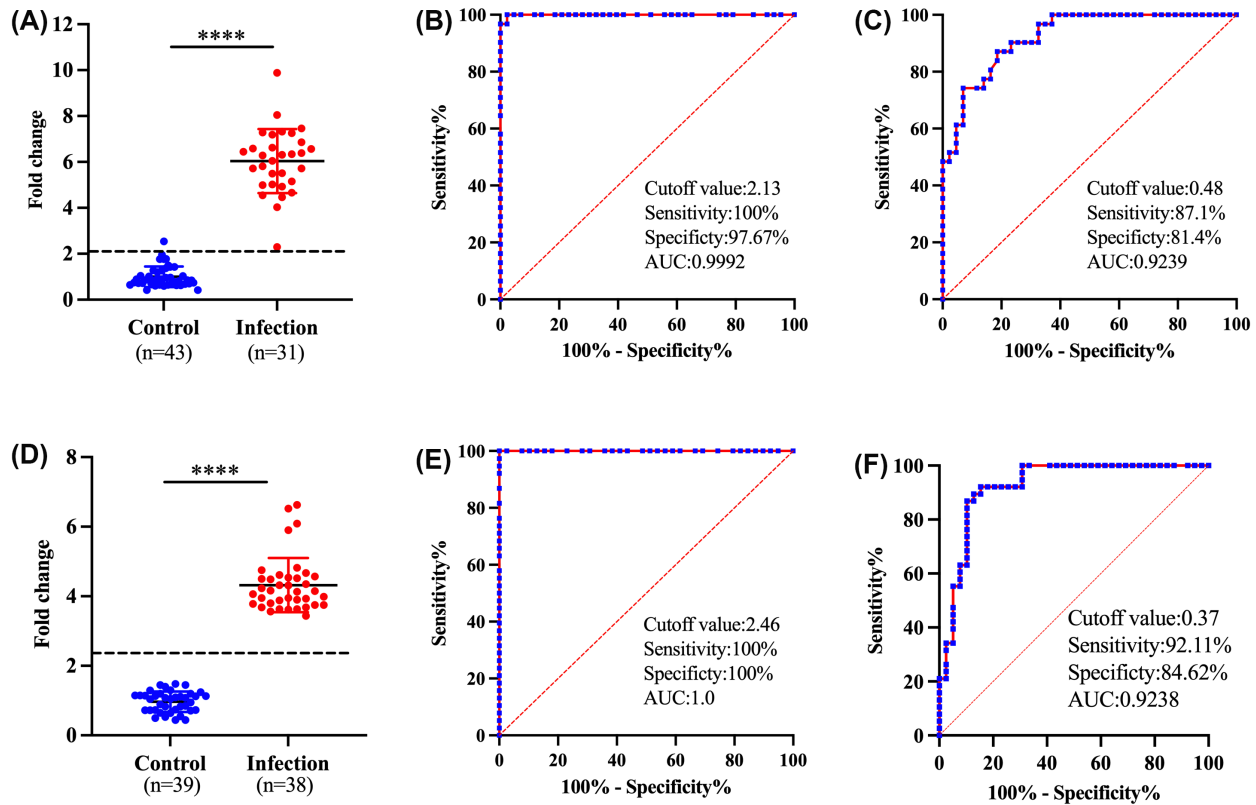 (A)
12
10
8
6
4
2
0
Fold change
****
Control
(n=43)
Infection
(n=31)
(B)
100
80
60
40
20
0
Sensitivity%
Cutoff value:2.13
Sensitivity:100%
Specificty:97.67%
AUC:0.9992
0 20 40 60 80 100
100% - Specificity%
(C)
100
80
60
40
20
0
Sensitivity%
Cutoff value:0.48
Sensitivity:87.1%
Specificty:81.4%
AUC:0.9239
0 20 40 60 80 100
100% - Specificity%
(D)
8
6
4
2
0
Fold change
****
Control
(n=39)
Infection
(n=38)
(E)
100
80
60
40
20
0
Sensitivity%
Cutoff value:2.46
Sensitivity:100%
Specificty:100%
AUC:1.0
0 20 40 60 80 100
100% - Specificity%
(F)
100
80
60
40
20
0
Sensitivity%
Cutoff value:0.37
Sensitivity:92.11%
Specificty:84.62%
AUC:0.9238
0 20 40 60 80 100
100% - Specificity%